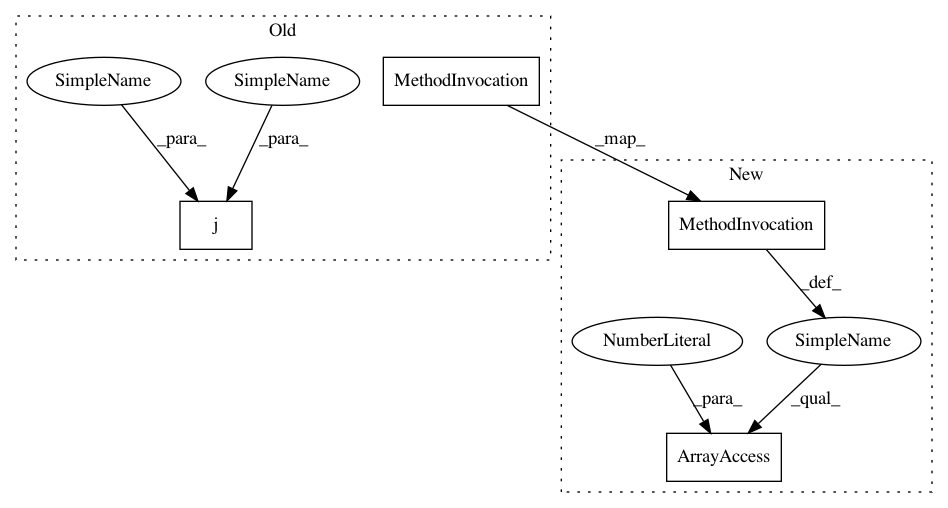 Old
SimpleName
SimpleName
MethodInvocation
_para_
_para_
_map_
New
j
MethodInvocation
_def_
NumberLiteral
SimpleName
_para_
_qual_
ArrayAccess